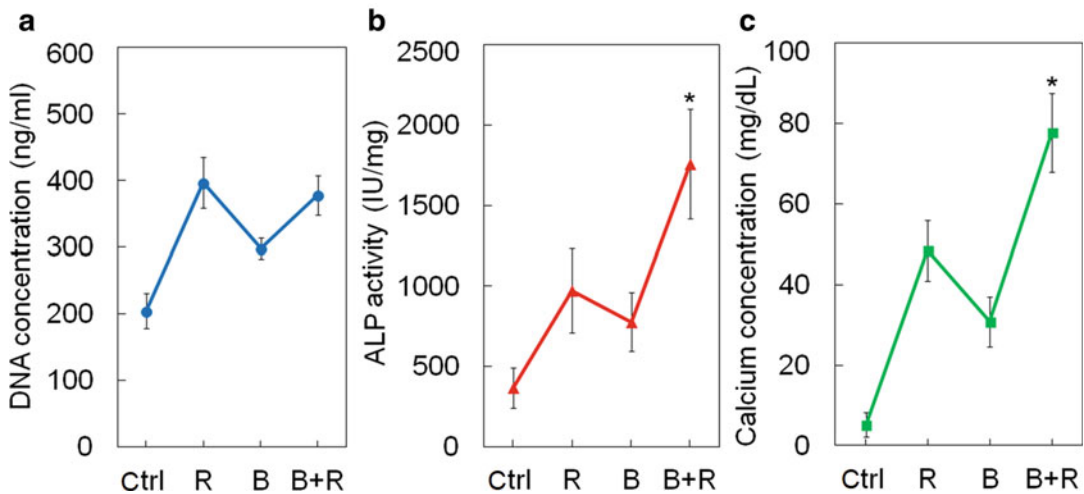 a
DNA concentration (ng/ml)
600
500
400
300
200
100
0
Ctrl R B B+R
b
ALP activity (IU/mg)
2500
2000
1500
1000
500
0
*
Ctrl R B B+R
c
Calcium concentration (mg/dL)
100
80
60
40
20
0
*
Ctrl R B B+R